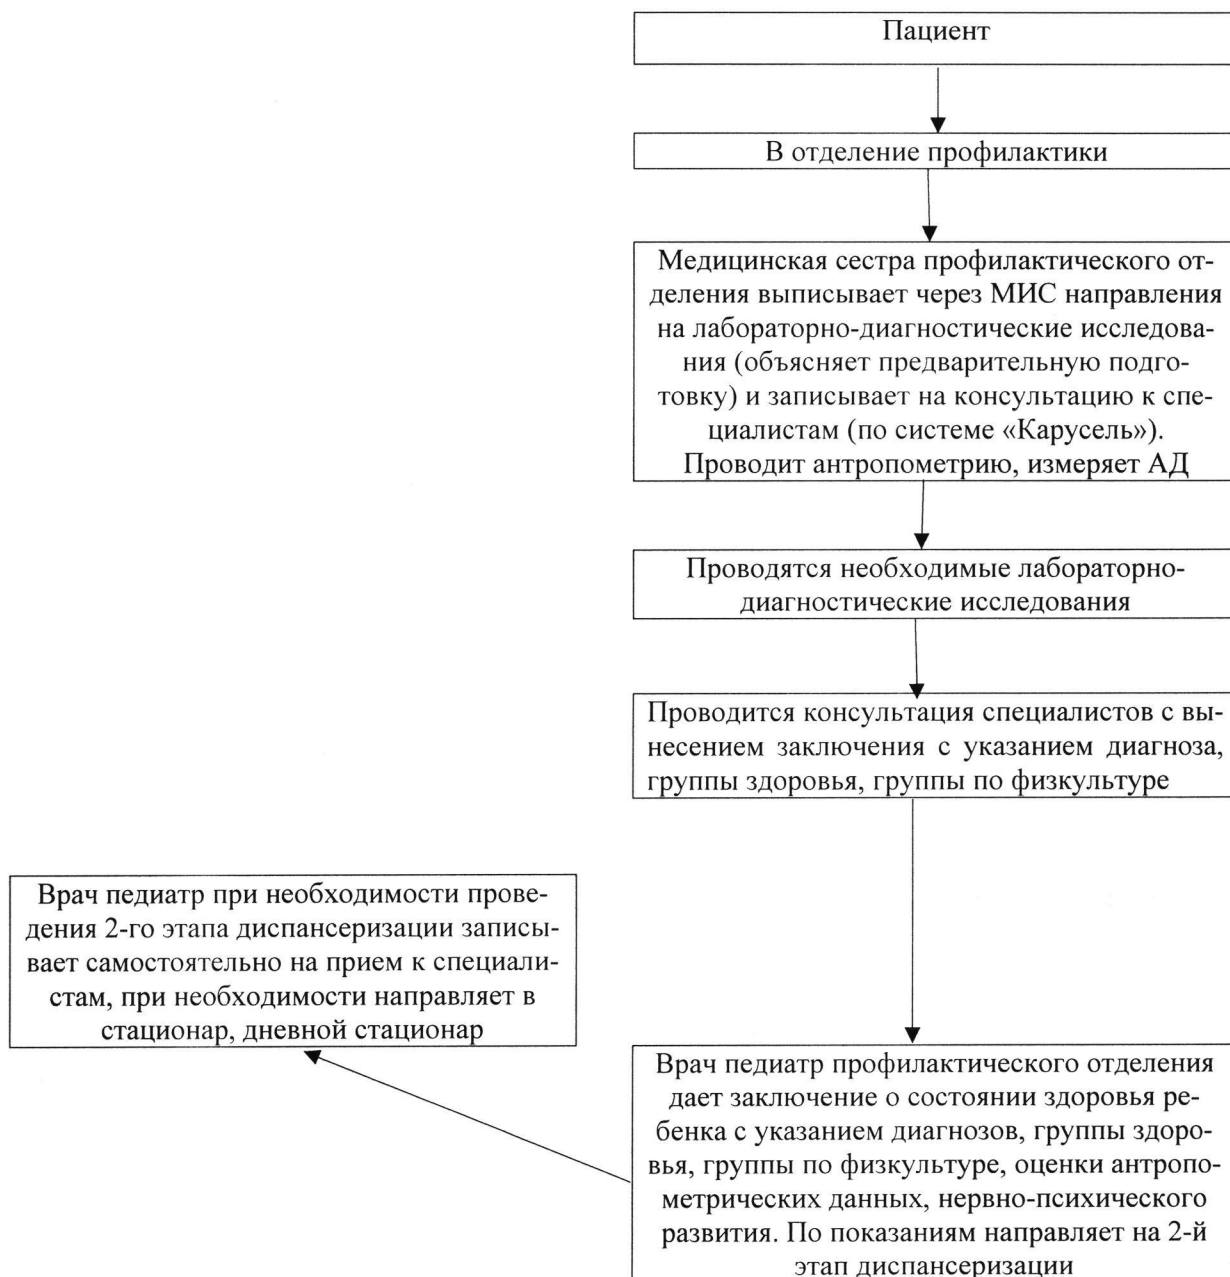 Пациент
В отделение профилактики
Медицинская сестра профилактического от-
деления выписывает через МИС направления
на лабораторно-диагностические исследова-
ния (объясняет предварительную подго-
товку) и записывает на консультацию к спе-
циалистам (по системе «Карусель»).
Проводит антропометрию, измеряет АД
Проводятся необходимые лабораторно-
диагностические исследования
Проводится консультация специалистов с вы-
несением заключения с указанием диагноза,
группы здоровья, группы по физкультуре
Врач педиатр профилактического отделения
дает заключение о состоянии здоровья ре-
бенка с указанием диагнозов, группы здоро-
вья, группы по физкультуре, оценки антропо-
метрических данных, нервно-психического
развития. По показаниям направляет на 2-й
этап диспансеризации
Врач педиатр при необходимости прове-
дения 2-го этапа диспансеризации записы-
вает самостоятельно на прием к специали-
стам, при необходимости направляет в
стационар, дневной стационар